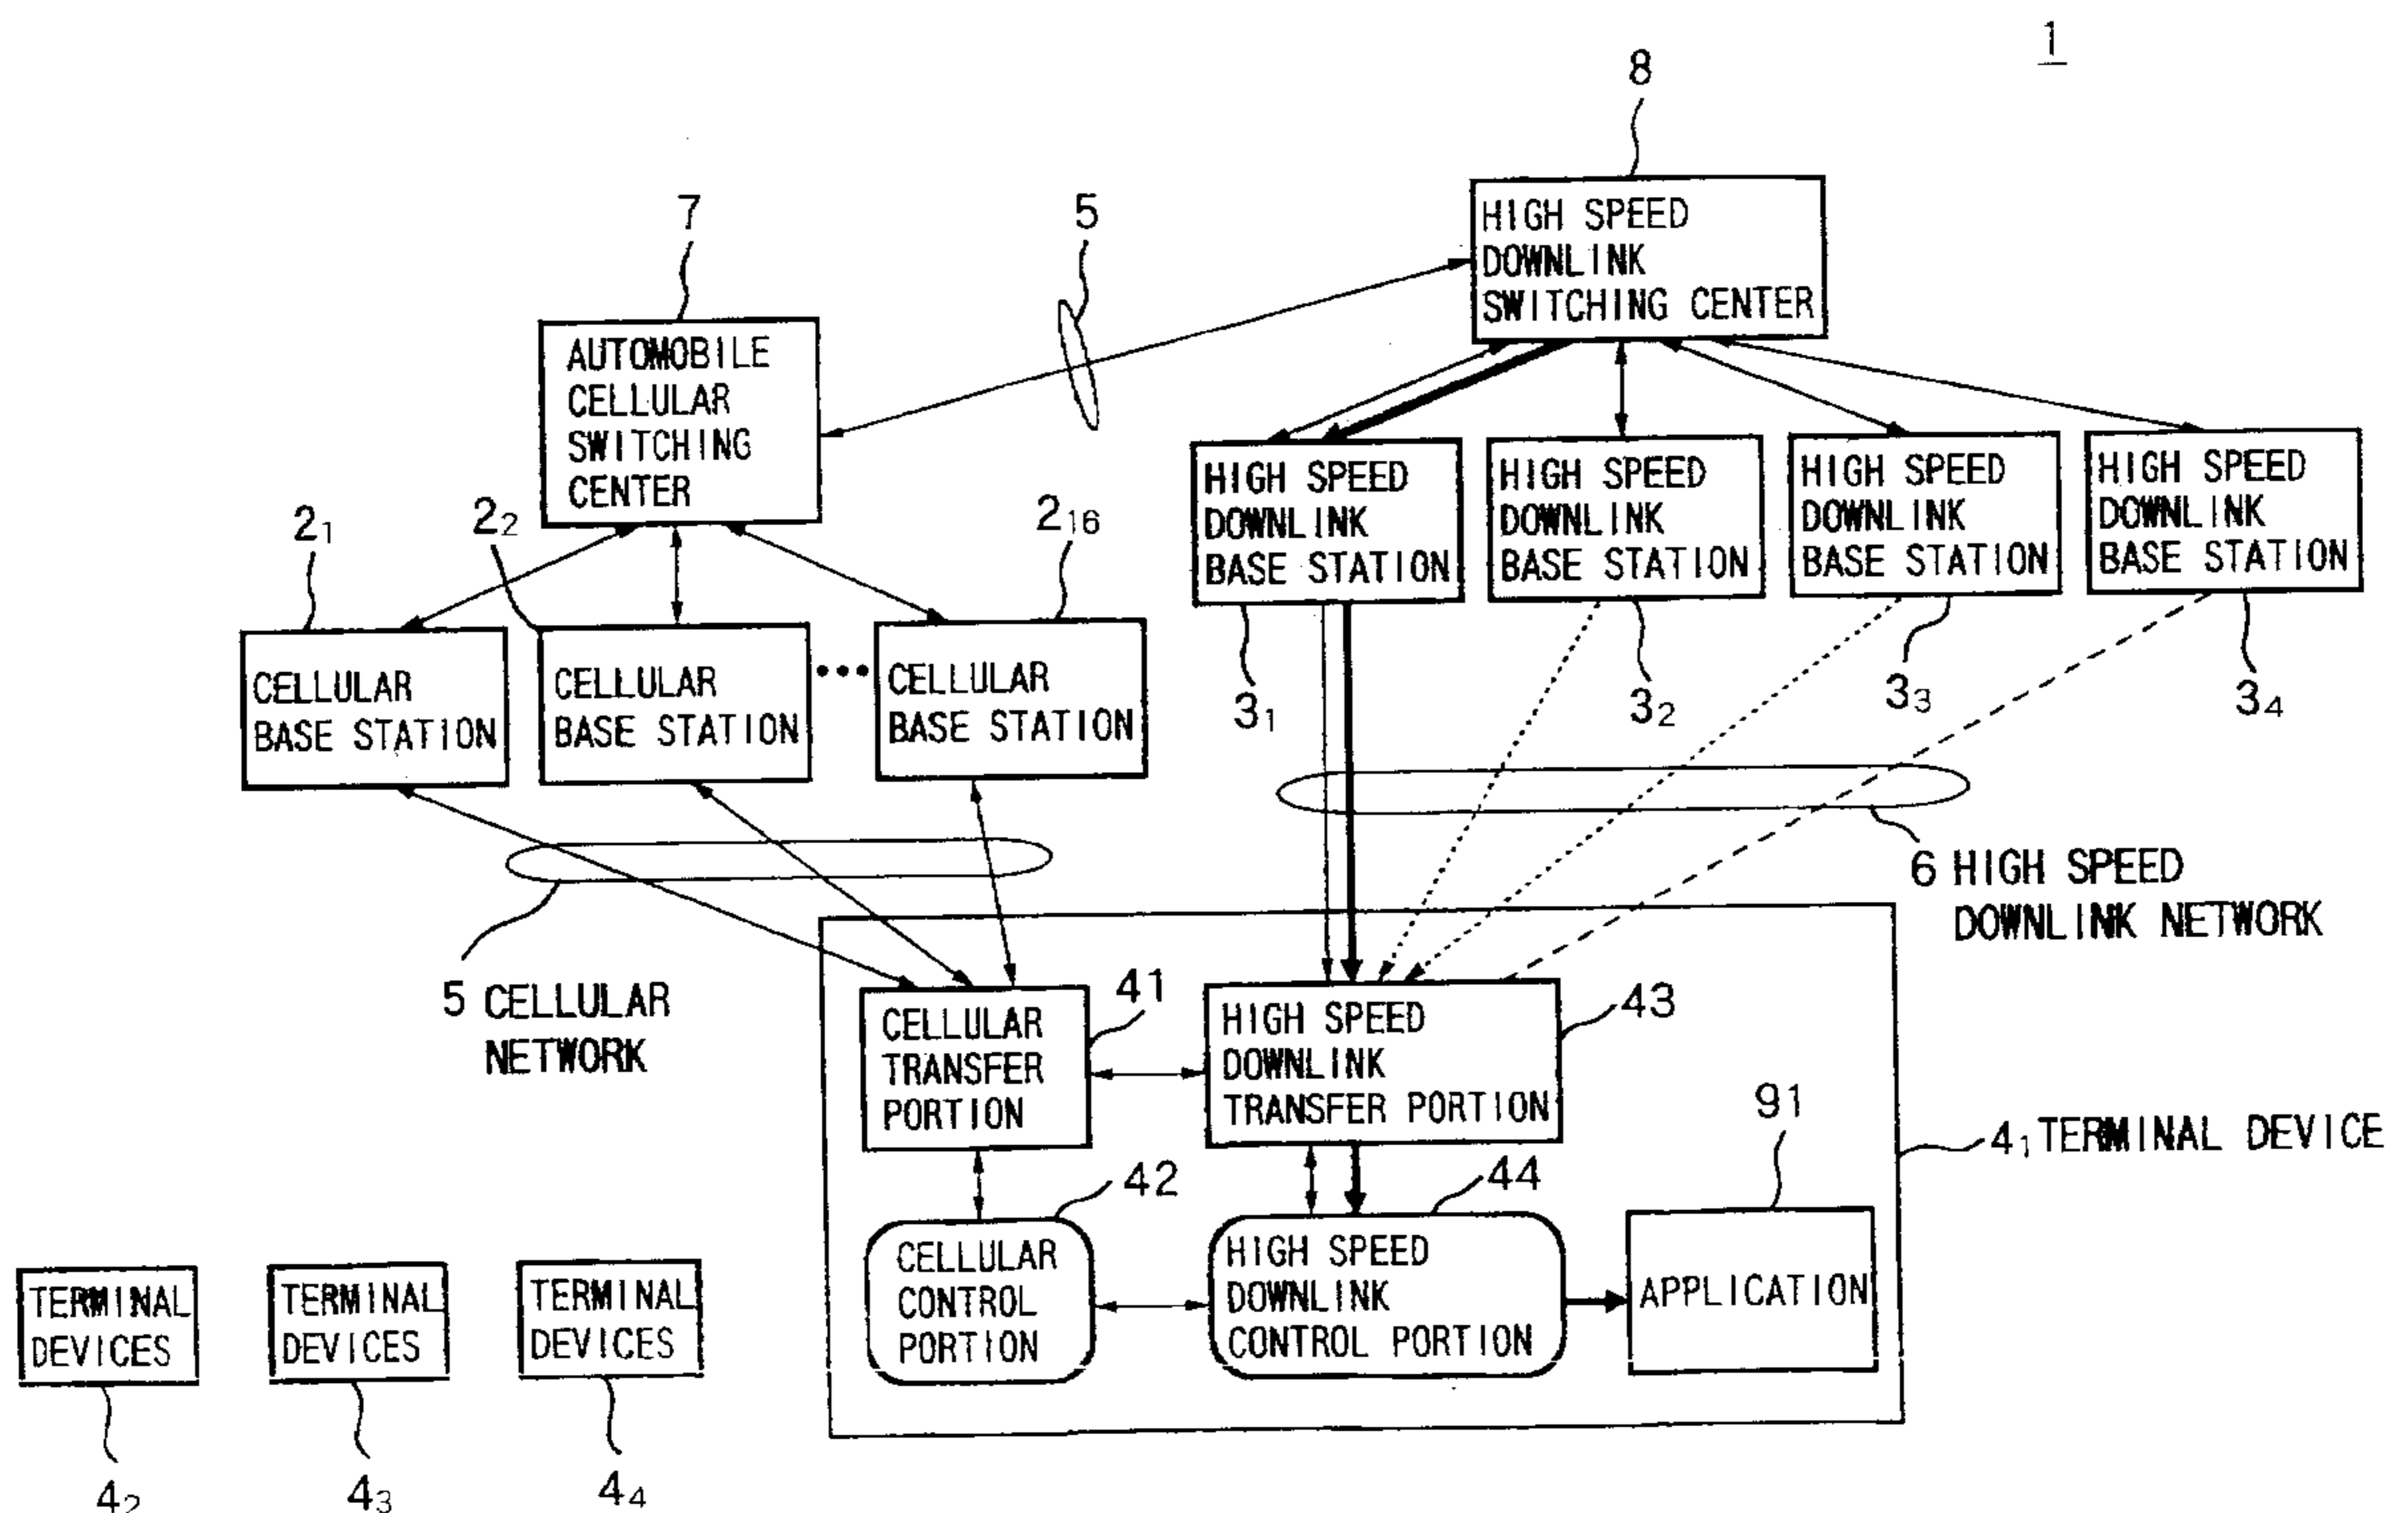 1
8
HIGH SPEED
DOWNLINK
SWITCHING CENTER
7
5
AUTOMOBILE
CELLULAR
SWITCHING
CENTER
HIGH SPEED
DOWNLINK
BASE STATION
HIGH SPEED
DOWNLINK
BASE STATION
HIGH SPEED
DOWNLINK
BASE STATION
HIGH SPEED
DOWNLINK
BASE STATION
2₁
2₂
2₁₆
CELLULAR
BASE STATION
CELLULAR
BASE STATION
•••
CELLULAR
BASE STATION
3₁
3₂
3₃
3₄
6 HIGH SPEED
DOWNLINK NETWORK
5 CELLULAR
NETWORK
CELLULAR
TRANSFER
PORTION
41
HIGH SPEED
DOWNLINK
TRANSFER PORTION
43
91
4₁ TERMINAL DEVICE
42
44
CELLULAR
CONTROL
PORTION
HIGH SPEED
DOWNLINK
CONTROL PORTION
APPLICATION
TERMINAL
DEVICES
TERMINAL
DEVICES
TERMINAL
DEVICES
4₂
4₃
4₄